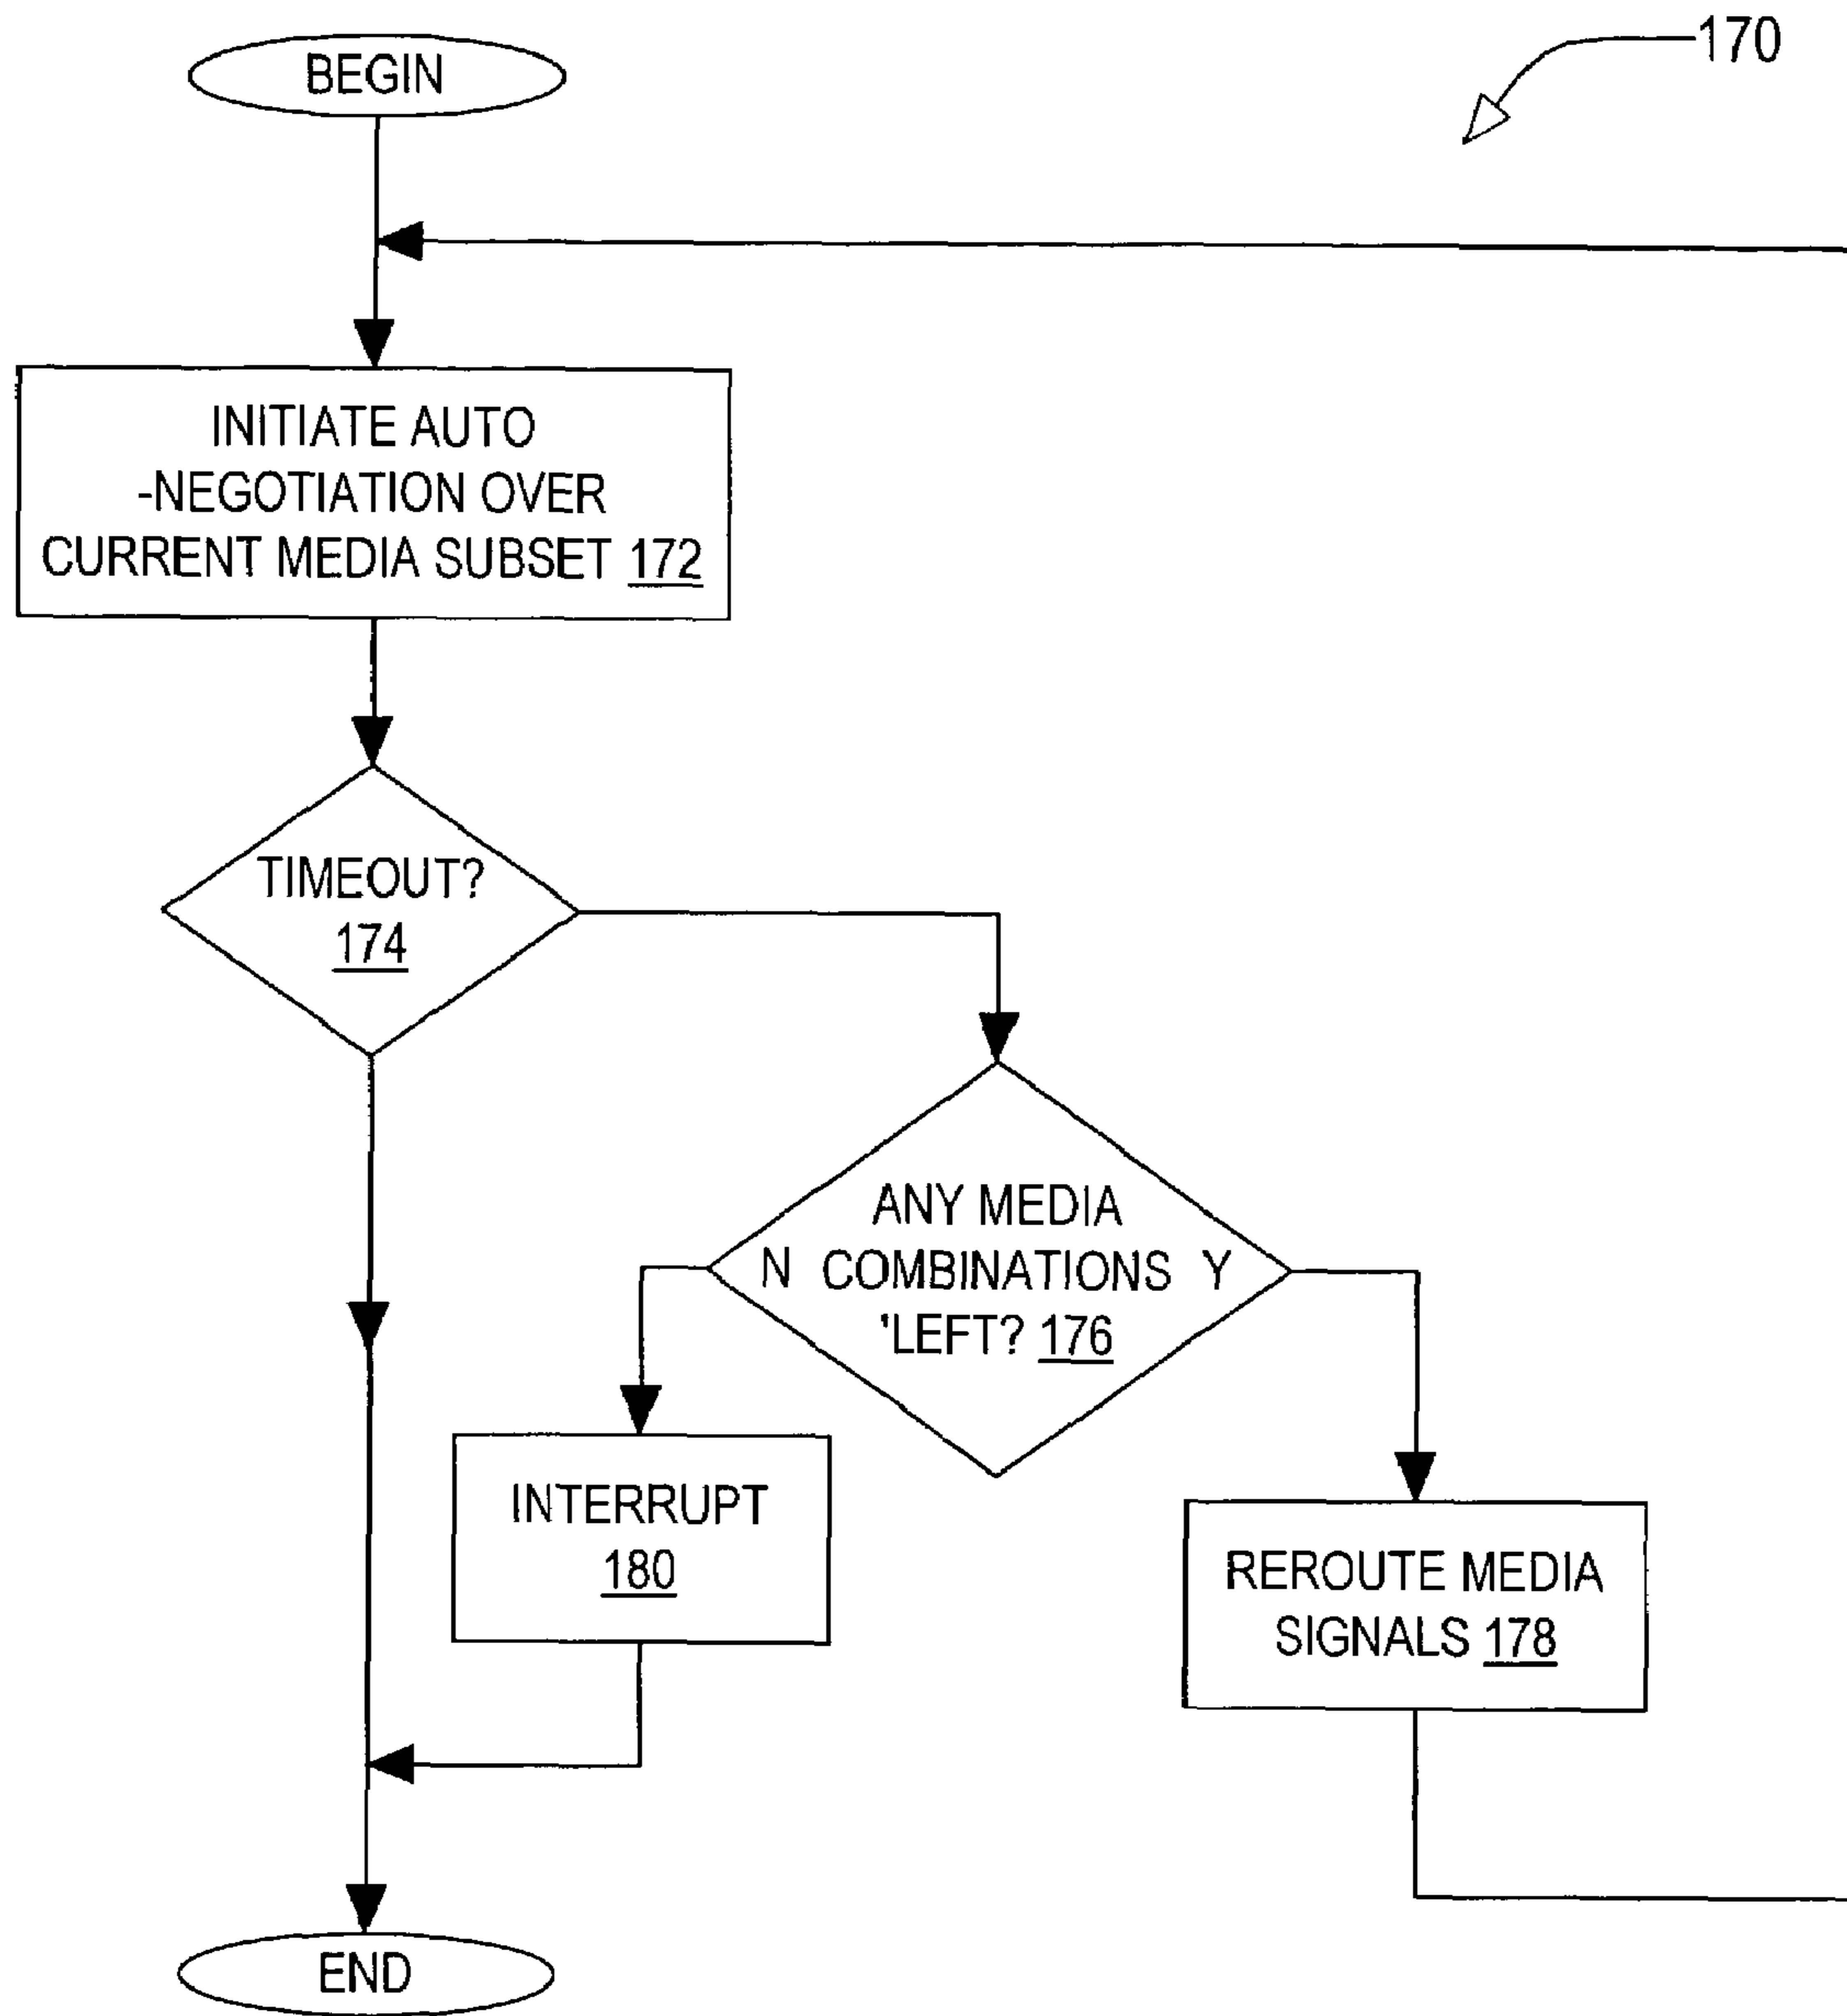 170
BEGIN
INITIATE AUTO
-NEGOTIATION OVER
CURRENT MEDIA SUBSET 172
TIMEOUT?
174
ANY MEDIA
N COMBINATIONS Y
'LEFT? 176
INTERRUPT
180
REROUTE MEDIA
SIGNALS 178
END